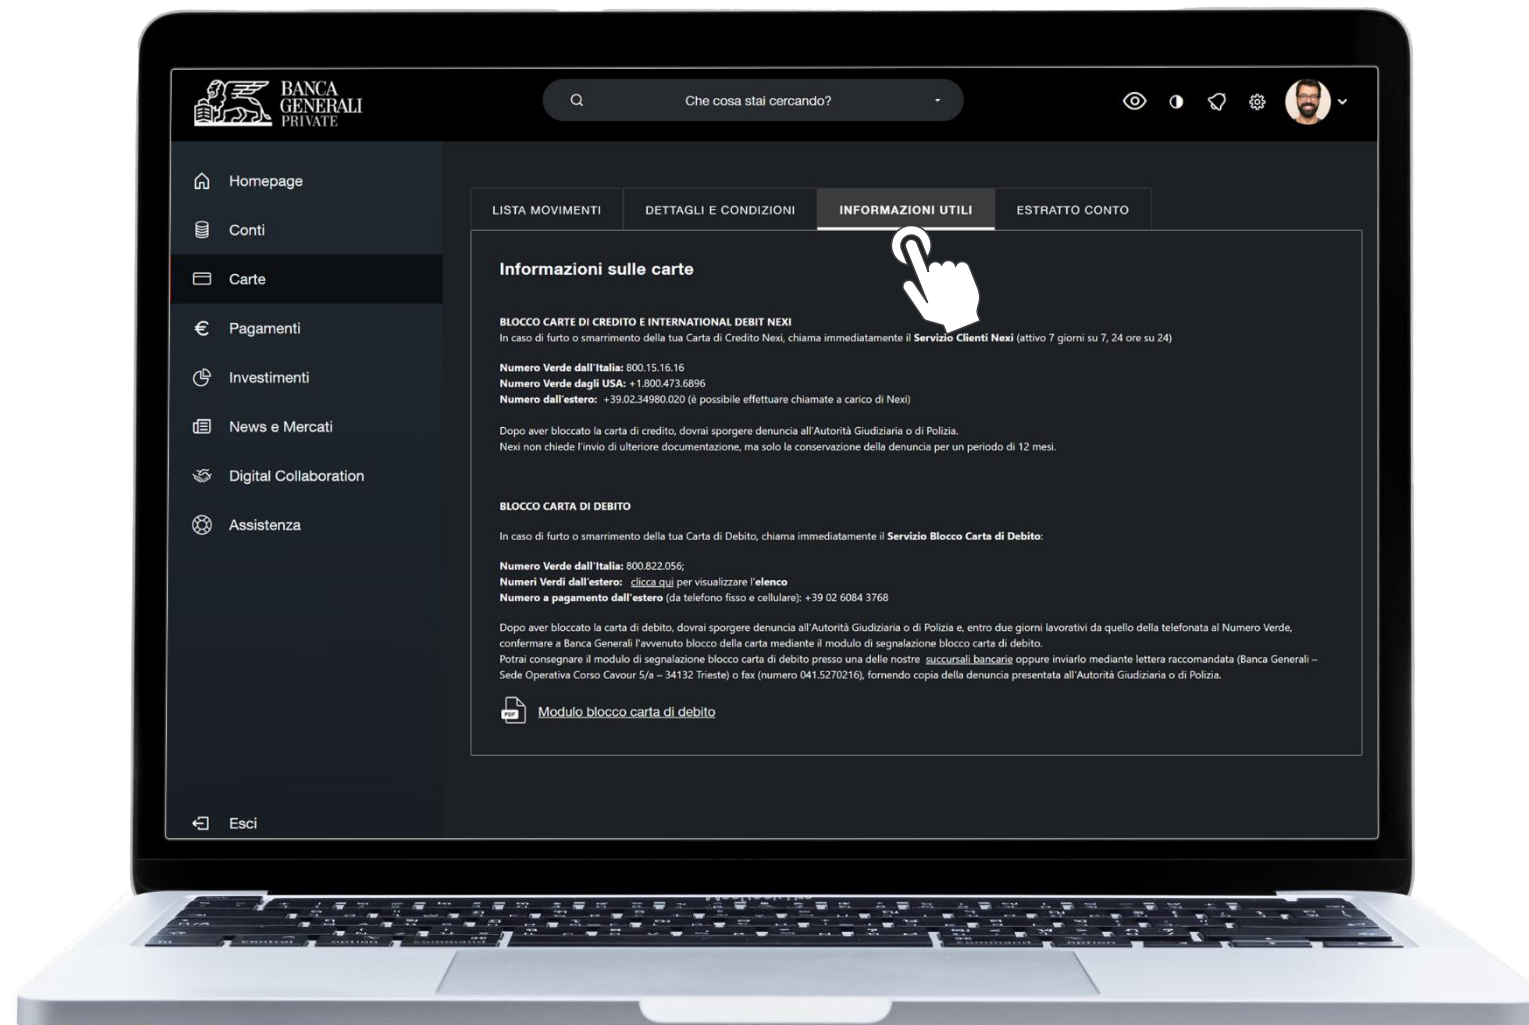 BANCA
GENERALI
PRIVATE
Che cosa stai cercando?
Homepage
Conti
Carte
Pagamenti
Investimenti
News e Mercati
Digital Collaboration
Assistenza
Esci
LISTA MOVIMENTI
DETTAGLI E CONDIZIONI
INFORMAZIONI UTILI
ESTRATTO CONTO
Informazioni sulle carte
BLOCCO CARTE DI CREDITO E INTERNATIONAL DEBIT NEXI
In caso di furto o smarrimento della tua Carta di Credito Nexi, chiama immediatamente il Servizio Clienti Nexi (attivo 7 giorni su 7, 24 ore su 24)
Numero Verde dall'Italia: 800.15.16.16
Numero Verde dagli USA: +1.800.473.6896
Numero dall'estero: +39.02.34980.020 (è possibile effettuare chiamate a carico di Nexi)
Dopo aver bloccato la carta di credito, dovrai sporgere denuncia all'Autorità Giudiziaria o di Polizia.
Nexi non chiede l'invio di ulteriore documentazione, ma solo la conservazione della denuncia per un periodo di 12 mesi.
BLOCCO CARTA DI DEBITO
In caso di furto o smarrimento della tua Carta di Debito, chiama immediatamente il Servizio Blocco Carta di Debito:
Numero Verde dall'Italia: 800.822.056;
Numeri Verdi dall'estero: clicca qui per visualizzare l'elenco
Numero a pagamento dall'estero (da telefono fisso e cellulare): +39 02 6084 3768
Dopo aver bloccato la carta di debito, dovrai sporgere denuncia all'Autorità Giudiziaria o di Polizia e, entro due giorni lavorativi da quello della telefonata al Numero Verde,
confermare a Banca Generali l'avvenuto blocco della carta mediante il modulo di segnalazione blocco carta di debito.
Potrai consegnare il modulo di segnalazione blocco carta di debito presso una delle nostre succursali bancarie oppure inviarlo mediante lettera raccomandata (Banca Generali –
Sede Operativa Corso Cavour 5/a – 34132 Trieste) o fax (numero 041.5270216), fornendo copia della denuncia presentata all'Autorità Giudiziaria o di Polizia.
PDF
Modulo blocco carta di debito
control
option
command
command
option